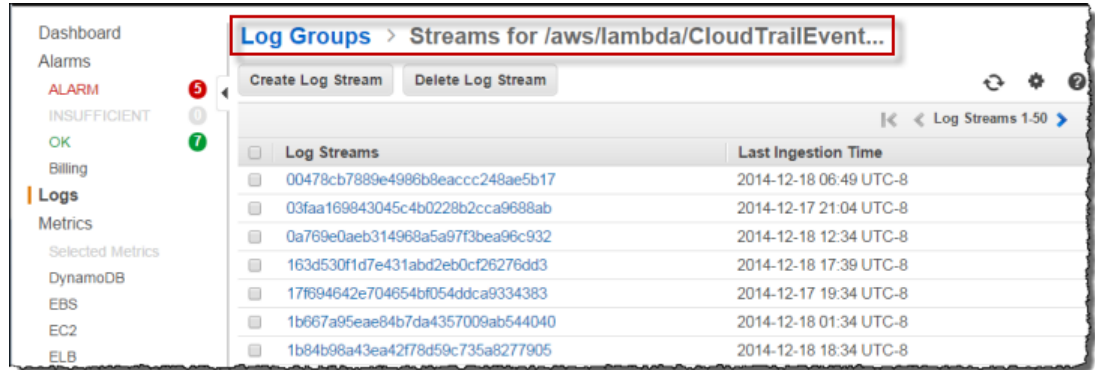 Dashboard
Alarms
ALARM 5
INSUFFICIENT 0
OK 7
Billing
Logs
Metrics
Selected Metrics
DynamoDB
EBS
EC2
ELB
Log Groups > Streams for /aws/lambda/CloudTrailEvent...
Create Log Stream Delete Log Stream
Log Streams 1-50
Log Streams Last Ingestion Time
00478cb7889e4986b8eaccc248ae5b17 2014-12-18 06:49 UTC-8
03faa169843045c4b0228b2cca9688ab 2014-12-17 21:04 UTC-8
0a769e0aeb314968a5a97f3bea96c932 2014-12-18 12:34 UTC-8
163d530f1d7e431abd2eb0cf26276dd3 2014-12-18 17:39 UTC-8
17f694642e704654bf054ddca9334383 2014-12-17 19:34 UTC-8
1b667a95eae84b7da4357009ab544040 2014-12-18 01:34 UTC-8
1b84b98a43ea42f78d59c735a8277905 2014-12-18 18:34 UTC-8